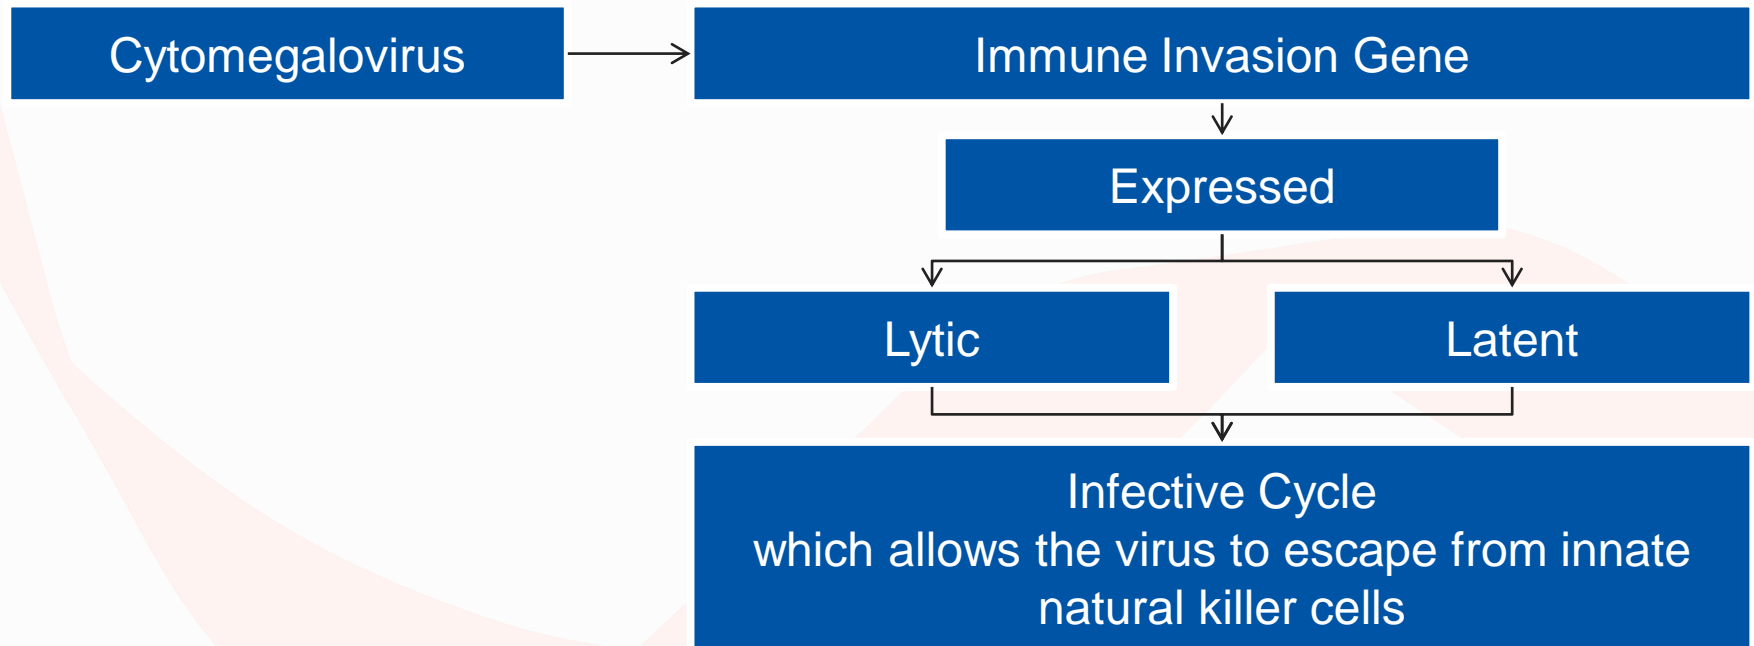 Cytomegalovirus
Immune Invasion Gene
Expressed
Lytic
Latent
Infective Cycle
which allows the virus to escape from innate
natural killer cells